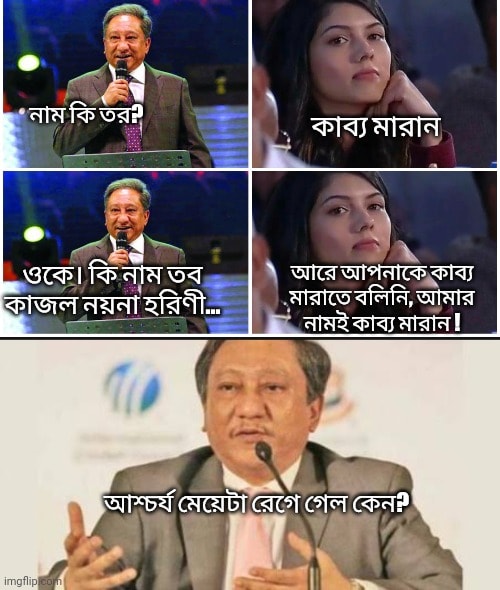 নাম কি তর?
কাব্য মারান
ওকে। কি নাম তব
কাজল নয়না হরিণী...
আরে আপনাকে কাব্য
মারাতে বলিনি, আমার
নামই কাব্য মারান !
আশ্চর্য মেয়েটা রেগে গেল কেন?
imgflip.com